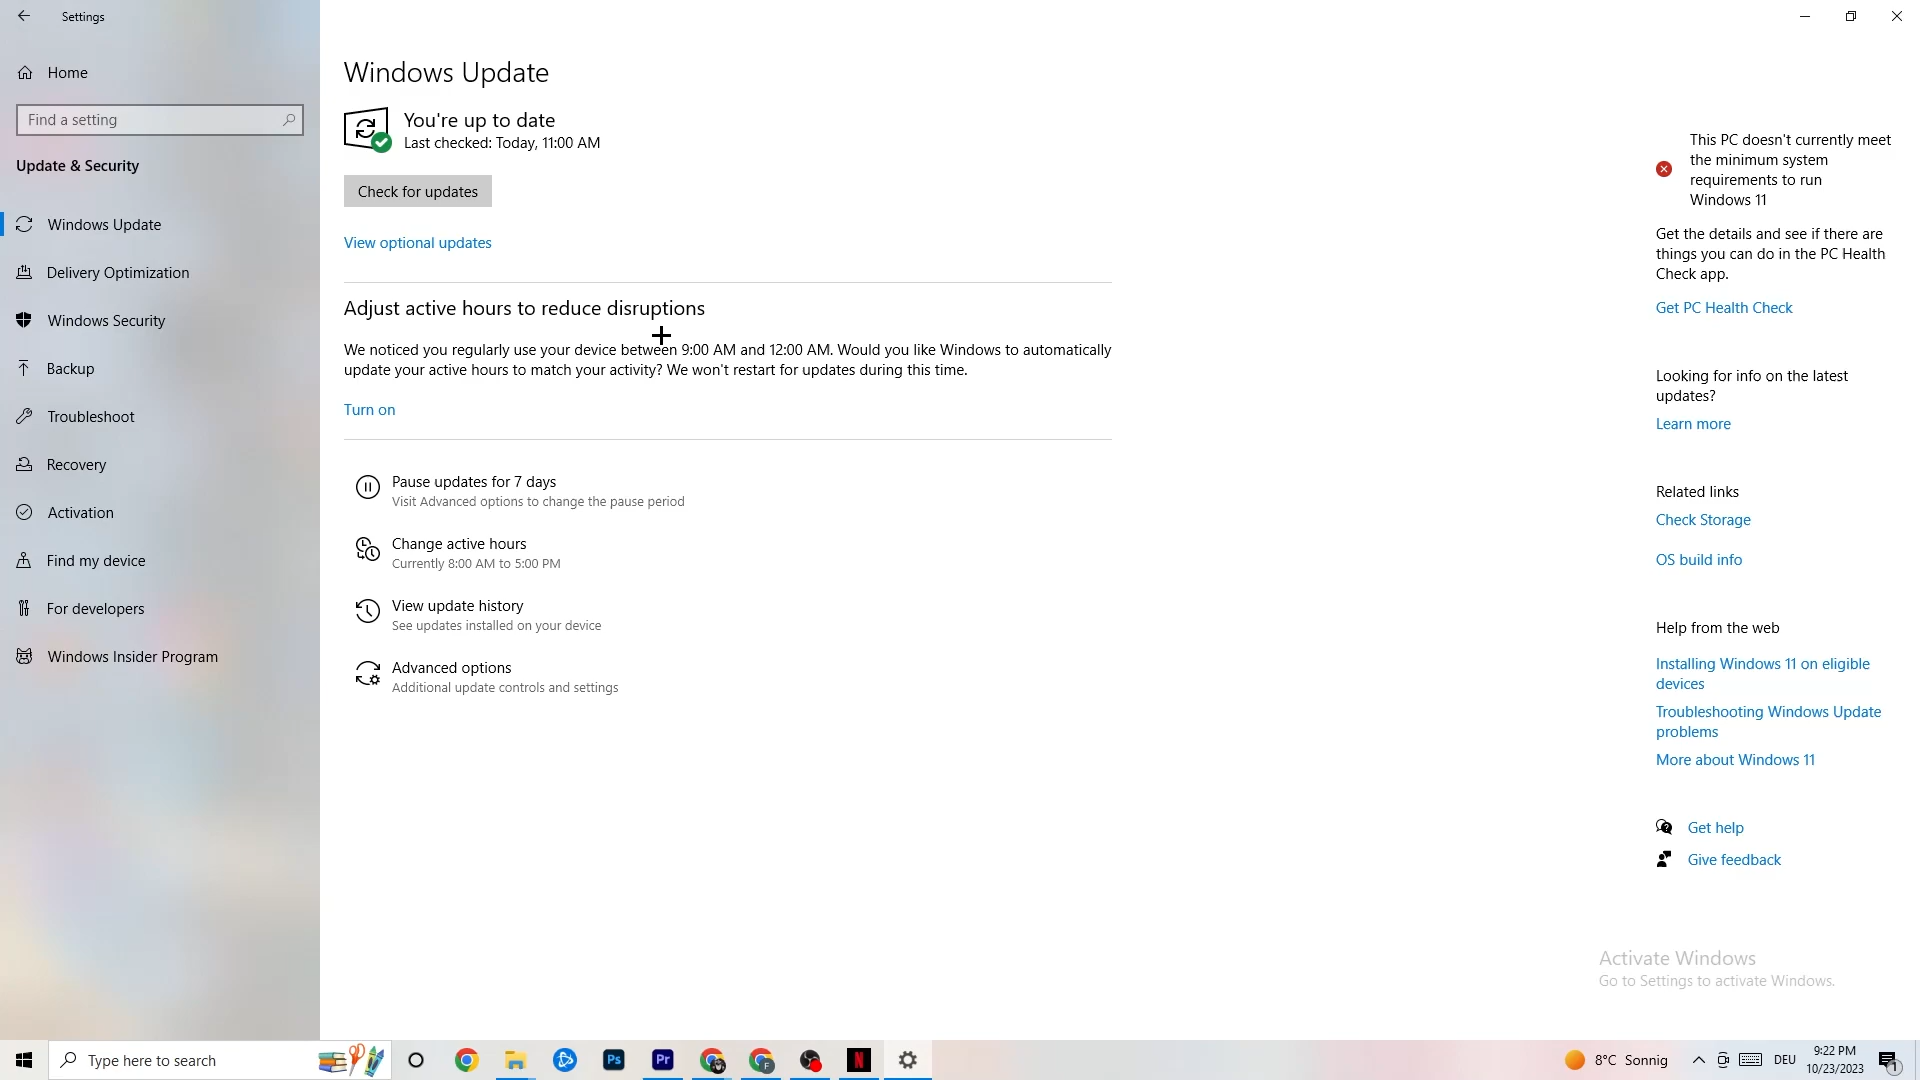 Settings
Home
Find a setting
Update & Security
Windows Update
Delivery Optimization
Windows Security
Backup
Troubleshoot
Recovery
Activation
Find my device
For developers
Windows Insider Program
Windows Update
You're up to date
Last checked: Today, 11:00 AM
Check for updates
View optional updates
Adjust active hours to reduce disruptions
We noticed you regularly use your device between 9:00 AM and 12:00 AM. Would you like Windows to automatically
update your active hours to match your activity? We won't restart for updates during this time.
Turn on
Pause updates for 7 days
Visit Advanced options to change the pause period
Change active hours
Currently 8:00 AM to 5:00 PM
View update history
See updates installed on your device
Advanced options
Additional update controls and settings
This PC doesn't currently meet
the minimum system
requirements to run
Windows 11
Get the details and see if there are
things you can do in the PC Health
Check app.
Get PC Health Check
Looking for info on the latest
updates?
Learn more
Related links
Check Storage
OS build info
Help from the web
Installing Windows 11 on eligible
devices
Troubleshooting Windows Update
problems
More about Windows 11
Get help
Give feedback
Activate Windows
Go to Settings to activate Windows.
Type here to search
Ps
Pr
F
N
8°C Sonnig
DEU
9:22 PM
10/23/2023
1